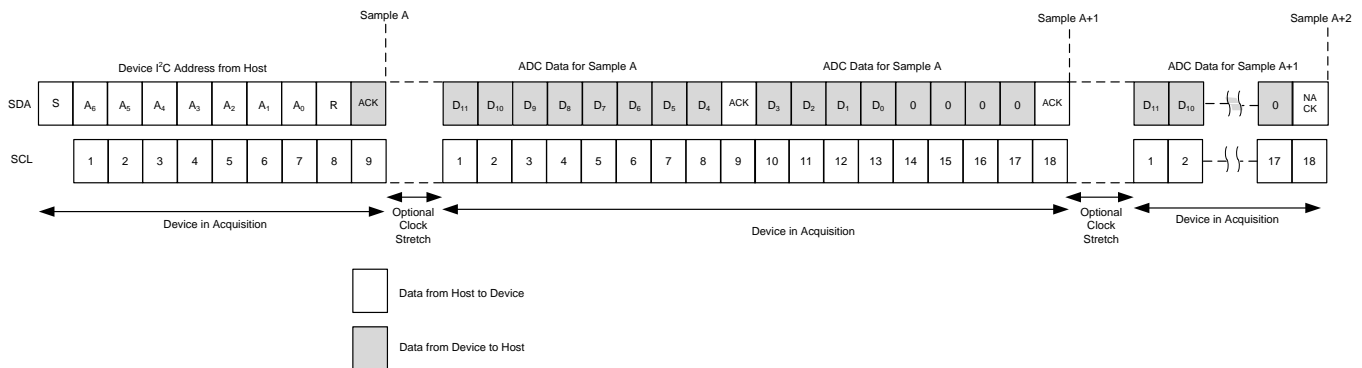 Sample A
Sample A+1
Sample A+2
Device I²C Address from Host
ADC Data for Sample A
ADC Data for Sample A
ADC Data for Sample A+1
SDA S A₆ A₅ A₄ A₃ A₂ A₁ A₀ R ACK D₁₁ D₁₀ D₉ D₈ D₇ D₆ D₅ D₄ ACK D₃ D₂ D₁ D₀ 0 0 0 0 ACK D₁₁ D₁₀ 0 NA
CK
SCL 1 2 3 4 5 6 7 8 9 1 2 3 4 5 6 7 8 9 10 11 12 13 14 15 16 17 18 1 2 17 18
Device in Acquisition
Optional
Clock
Stretch
Device in Acquisition
Optional
Clock
Stretch
Device in Acquisition
Data from Host to Device
Data from Device to Host